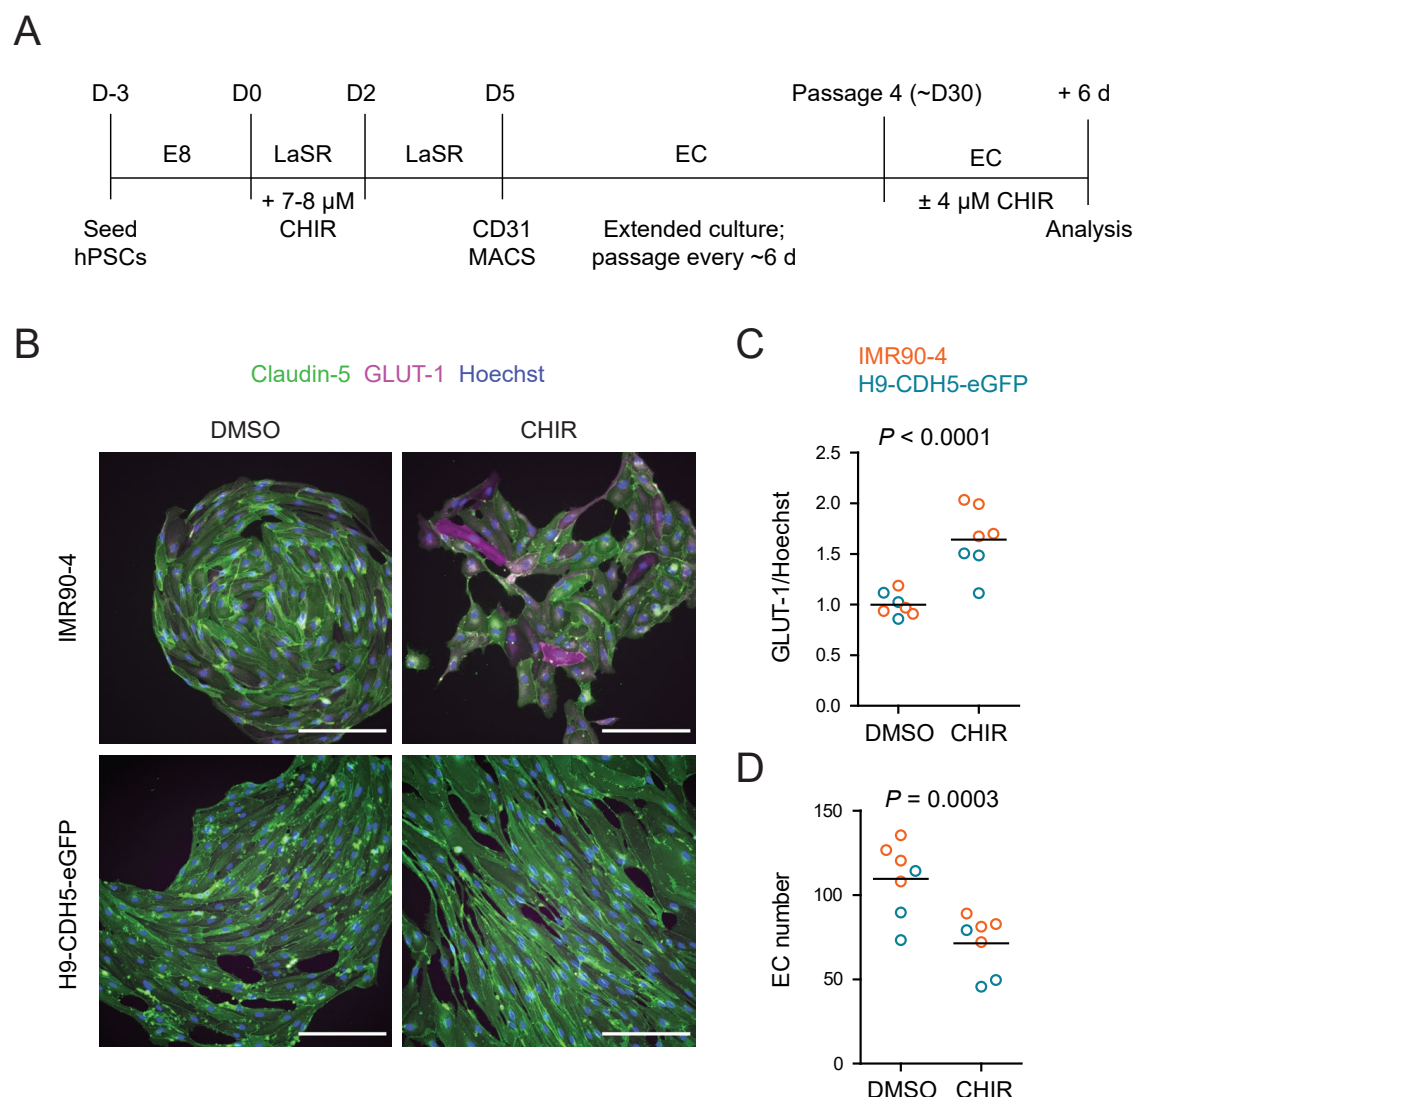 A
D-3 D0 D2 D5 Passage 4 (~D30) + 6 d
E8 LaSR LaSR EC EC
+ 7-8 µM ± 4 µM CHIR
Seed CHIR CD31 Extended culture; Analysis
hPSCs MACS passage every ~6 d
B
Claudin-5 GLUT-1 Hoechst
DMSO CHIR
IMR90-4
H9-CDH5-eGFP
C
IMR90-4
H9-CDH5-eGFP
P < 0.0001
GLUT-1/Hoechst
2.5
2.0
1.5
1.0
0.5
0.0
DMSO CHIR
D
P = 0.0003
EC number
150
100
50
0
DMSO CHIR